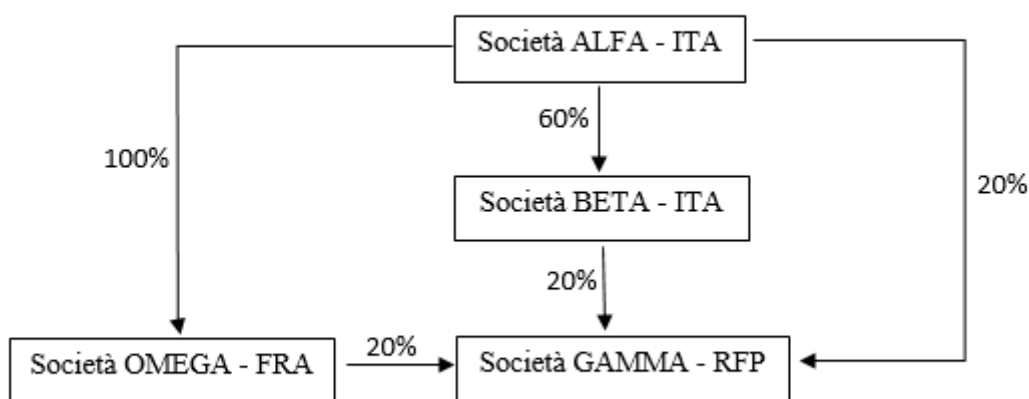 Società ALFA - ITA
60%
100%
20%
Società BETA - ITA
20%
20%
Società OMEGA - FRA
Società GAMMA - RFP